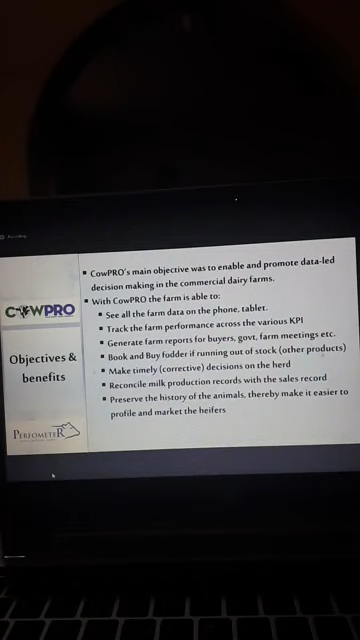 CowPRO's main objective was to enable and promote data-led
decision making in the commercial dairy farms.
With CowPRO the farm is able to:
See all the farm data on the phone, tablet.
Track the farm performance across the various KPI
Generate farm reports for buyers, govt, farm meetings etc.
Book and Buy fodder if running out of stock (other products)
Make timely (corrective) decisions on the herd
Reconcile milk production records with the sales record
Preserve the history of the animals, thereby make it easier to
profile and market the heifers
COWPRO
Objectives &
benefits
PERFOMETER